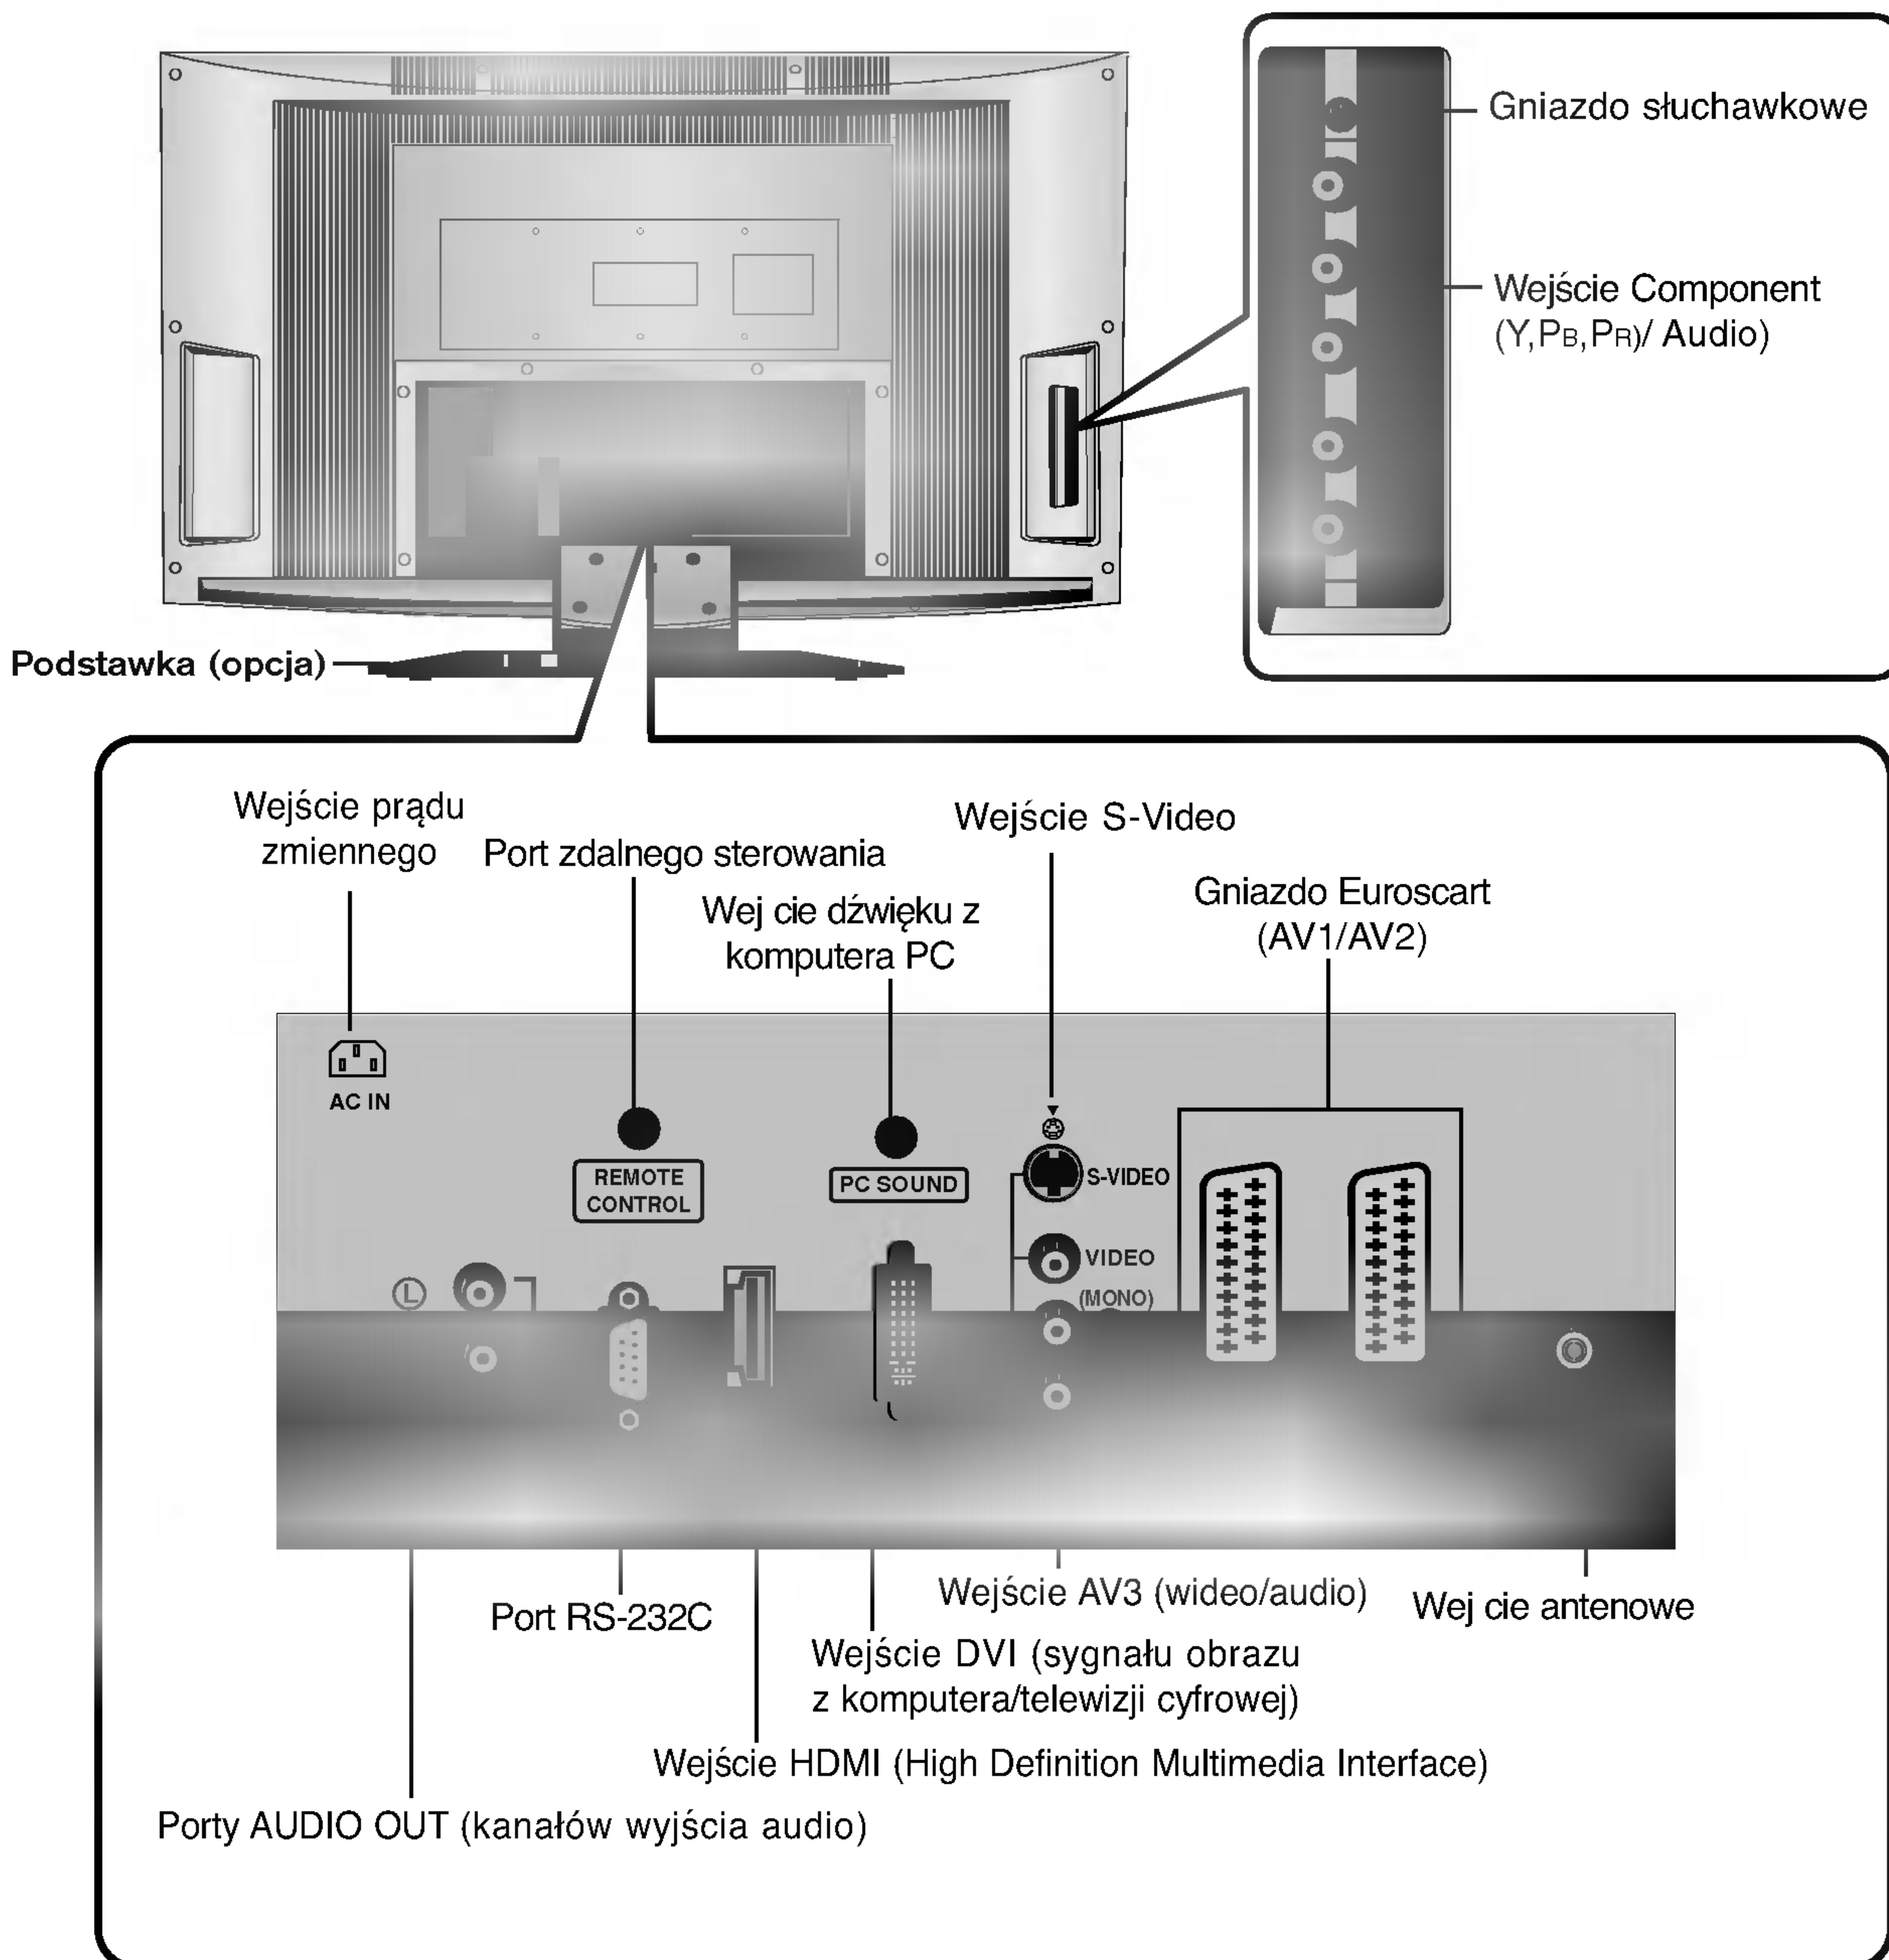 Gniazdo słuchawkowe
Wejście Component
(Y,PB,PR)/ Audio)
Podstawka (opcja)
Wejście prądu
zmiennego
Port zdalnego sterowania
Wej cie dźwięku z
komputera PC
Wejście S-Video
Gniazdo Euroscart
(AV1/AV2)
AC IN
REMOTE
CONTROL
PC SOUND
S-VIDEO
VIDEO
(MONO)
L
Port RS-232C
Wejście AV3 (wideo/audio)
Wej cie antenowe
Wejście DVI (sygnału obrazu
z komputera/telewizji cyfrowej)
Wejście HDMI (High Definition Multimedia Interface)
Porty AUDIO OUT (kanałów wyjścia audio)